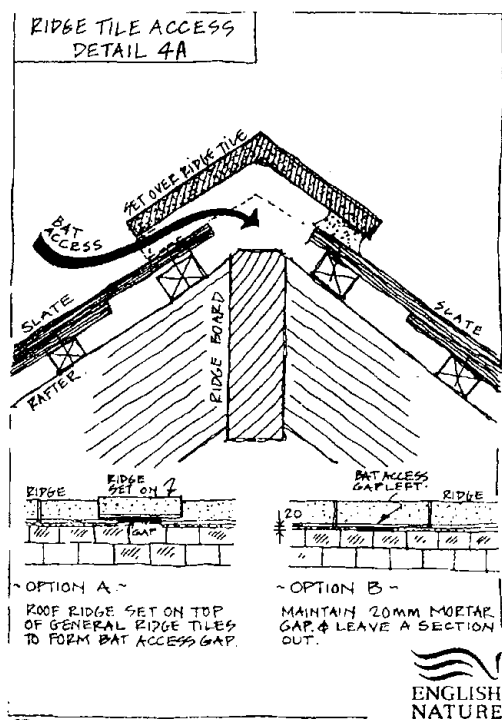 RIDGE TILE ACCESS
DETAIL 4A
SET OVER RIDGE TILE
BAT
ACCESS
SLATE
RAFTER
RIDGE BOARD
SLATE
RIDGE
RIDGE
SET ON
GAP
BAT ACCESS
GAP LEFT.
RIDGE
20
~ OPTION A ~
ROOF RIDGE SET ON TOP
OF GENERAL RIDGE TILES
TO FORM BAT ACCESS GAP.
~ OPTION B ~
MAINTAIN 20mm MORTAR
GAP. & LEAVE A SECTION
OUT.
ENGLISH
NATURE